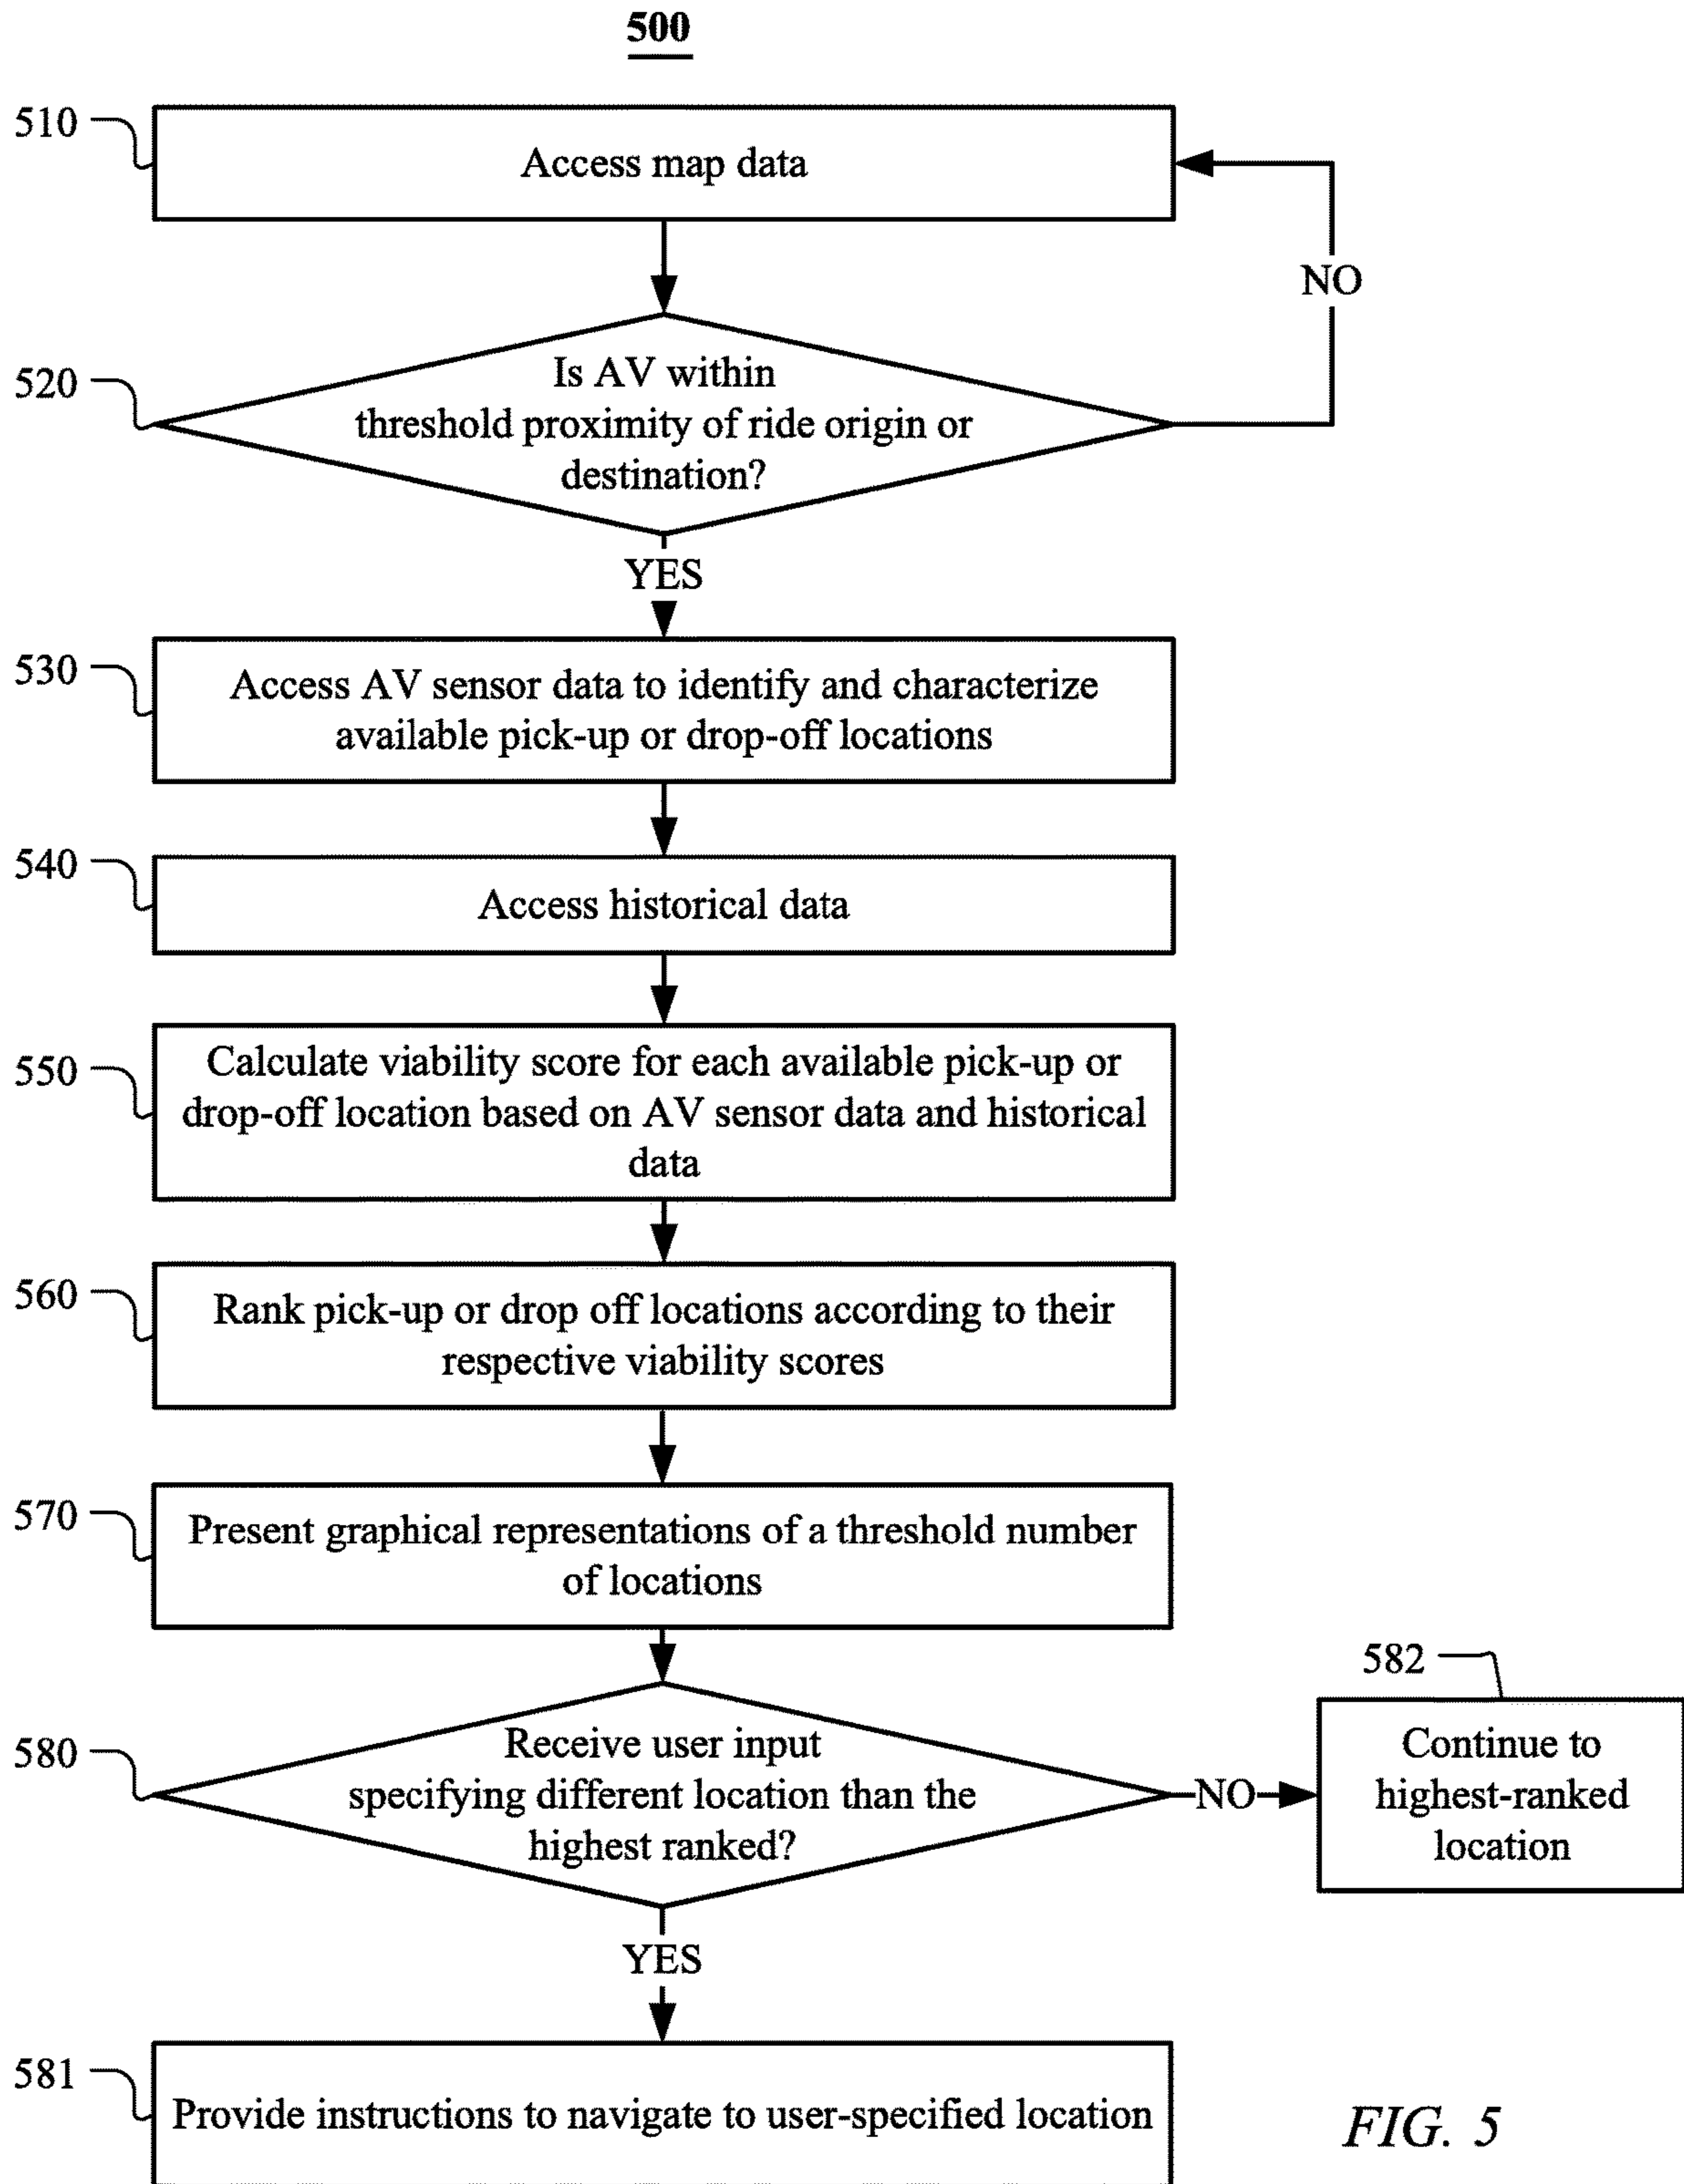 500
510
Access map data
NO
520
Is AV within
threshold proximity of ride origin or
destination?
YES
530
Access AV sensor data to identify and characterize
available pick-up or drop-off locations
540
Access historical data
550
Calculate viability score for each available pick-up or
drop-off location based on AV sensor data and historical
data
560
Rank pick-up or drop off locations according to their
respective viability scores
570
Present graphical representations of a threshold number
of locations
580
Receive user input
specifying different location than the
highest ranked?
NO
582
Continue to
highest-ranked
location
YES
581
Provide instructions to navigate to user-specified location
FIG. 5